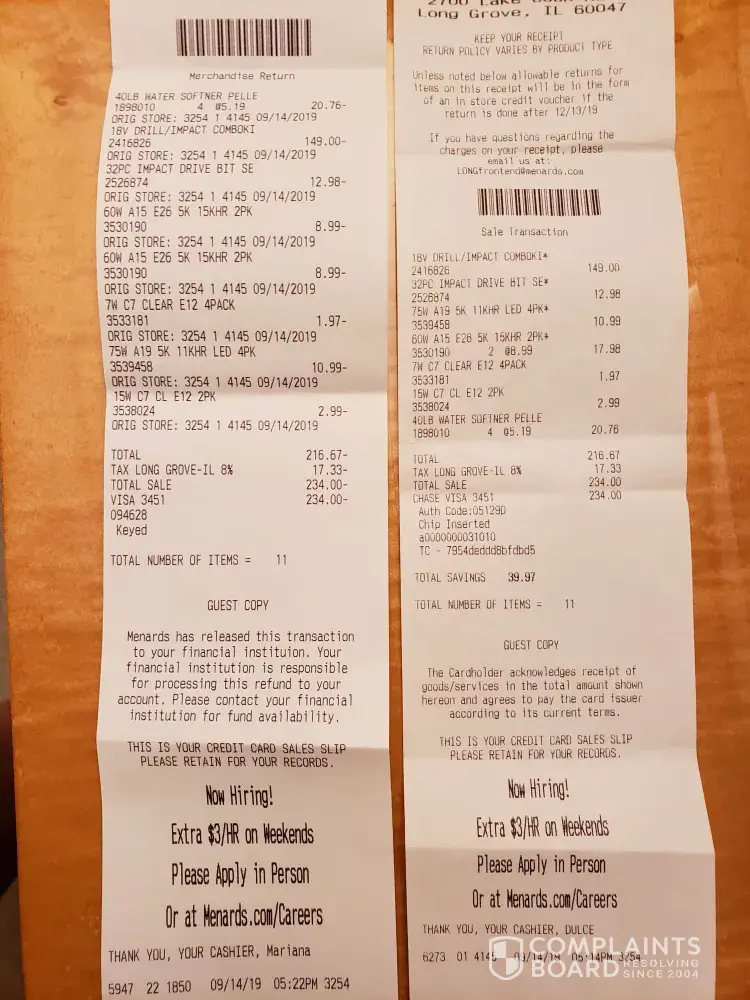 Merchandise Return
40LB WATER SOFTNER PELLE
1898010 4 @5.19 20.76-
ORIG STORE: 3254 1 4145 09/14/2019
18V DRILL/IMPACT COMBOKI
2416826 149.00-
ORIG STORE: 3254 1 4145 09/14/2019
32PC IMPACT DRIVE BIT SE
2526874 12.98-
ORIG STORE: 3254 1 4145 09/14/2019
60W A15 E26 5K 15KHR 2PK
3530190 8.99-
ORIG STORE: 3254 1 4145 09/14/2019
60W A15 E26 5K 15KHR 2PK
3530190 8.99-
ORIG STORE: 3254 1 4145 09/14/2019
7W C7 CLEAR E12 4PACK
3533181 1.97-
ORIG STORE: 3254 1 4145 09/14/2019
75W A19 5K 11KHR LED 4PK
3539458 10.99-
ORIG STORE: 3254 1 4145 09/14/2019
15W C7 CL E12 2PK
3538024 2.99-
ORIG STORE: 3254 1 4145 09/14/2019
TOTAL 216.67-
TAX LONG GROVE-IL 8% 17.33-
TOTAL SALE 234.00-
VISA 3451 234.00-
094628
Keyed
TOTAL NUMBER OF ITEMS = 11
GUEST COPY
Menards has released this transaction
to your financial instituion. Your
financial institution is responsible
for processing this refund to your
account. Please contact your financial
institution for fund availability.
THIS IS YOUR CREDIT CARD SALES SLIP
PLEASE RETAIN FOR YOUR RECORDS.
Now Hiring!
Extra $3/HR on Weekends
Please Apply in Person
Or at Menards.com/Careers
THANK YOU, YOUR CASHIER, Mariana
5947 22 1850 09/14/19 05:22PM 3254
Long Grove, IL 60047
KEEP YOUR RECEIPT
RETURN POLICY VARIES BY PRODUCT TYPE
Unless noted below allowable returns for
items on this receipt will be in the form
of an in store credit voucher if the
return is done after 12/13/19
If you have questions regarding the
charges on your receipt, please
email us at:
LONGfrontend@menards.com
Sale Transaction
18V DRILL/IMPACT COMBOKI*
2416826 149.00
32PC IMPACT DRIVE BIT SE*
2526874 12.98
75W A19 5K 11KHR LED 4PK*
3539458 10.99
60W A15 E26 5K 15KHR 2PK*
3530190 2 @8.99 17.98
7W C7 CLEAR E12 4PACK
3533181 1.97
15W C7 CL E12 2PK
3538024 2.99
40LB WATER SOFTNER PELLE
1898010 4 @5.19 20.76
TOTAL 216.67
TAX LONG GROVE-IL 8% 17.33
TOTAL SALE 234.00
CHASE VISA 3451 234.00
Auth Code:05129D
Chip Inserted
a0000000031010
TC - 7954deddd8bfdbd5
TOTAL SAVINGS 39.97
TOTAL NUMBER OF ITEMS = 11
GUEST COPY
The Cardholder acknowledges receipt of
goods/services in the total amount shown
hereon and agrees to pay the card issuer
according to its current terms.
THIS IS YOUR CREDIT CARD SALES SLIP
PLEASE RETAIN FOR YOUR RECORDS.
Now Hiring!
Extra $3/HR on Weekends
Please Apply in Person
Or at Menards.com/Careers
THANK YOU, YOUR CASHIER, DULCE
6273 01 4145 09/14/19 05:14PM 3254
COMPLAINTS
BOARD RESOLVING
SINCE 2004